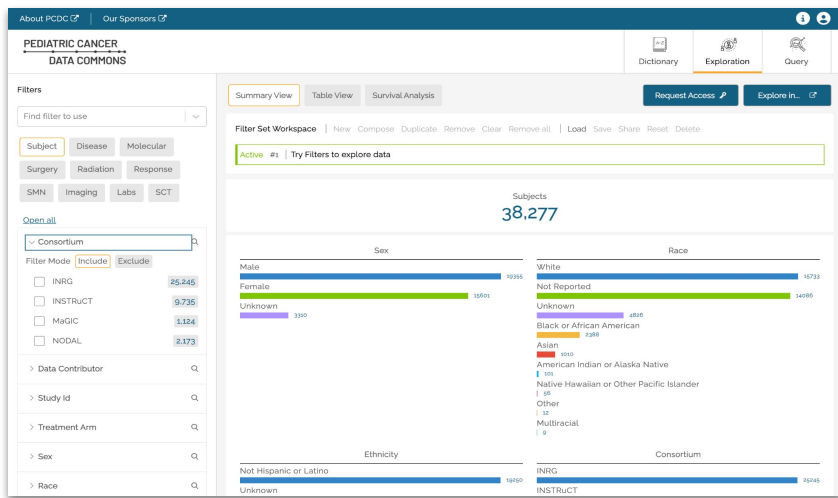 About PCDC
Our Sponsors
PEDIATRIC CANCER
DATA COMMONS
Dictionary
Exploration
Query
Filters
Find filter to use
Subject Disease Molecular
Surgery Radiation Response
SMN Imaging Labs SCT
Open all
Consortium
Filter Mode Include Exclude
INRG 25,245
INSTRuCT 9,735
MaGIC 1,124
NODAL 2,173
Data Contributor
Study Id
Treatment Arm
Sex
Race
Summary View Table View Survival Analysis
Request Access
Explore in...
Filter Set Workspace | New Compose Duplicate Remove Clear Remove all | Load Save Share Reset Delete
Active #1 | Try Filters to explore data
Subjects
38,277
Sex
Male
19355
Female
15601
Unknown
3310
Race
White
15733
Not Reported
14086
Unknown
4826
Black or African American
2388
Asian
1010
American Indian or Alaska Native
101
Native Hawaiian or Other Pacific Islander
56
Other
12
Multiracial
9
Ethnicity
Not Hispanic or Latino
19250
Unknown
Consortium
INRG
25245
INSTRuCT